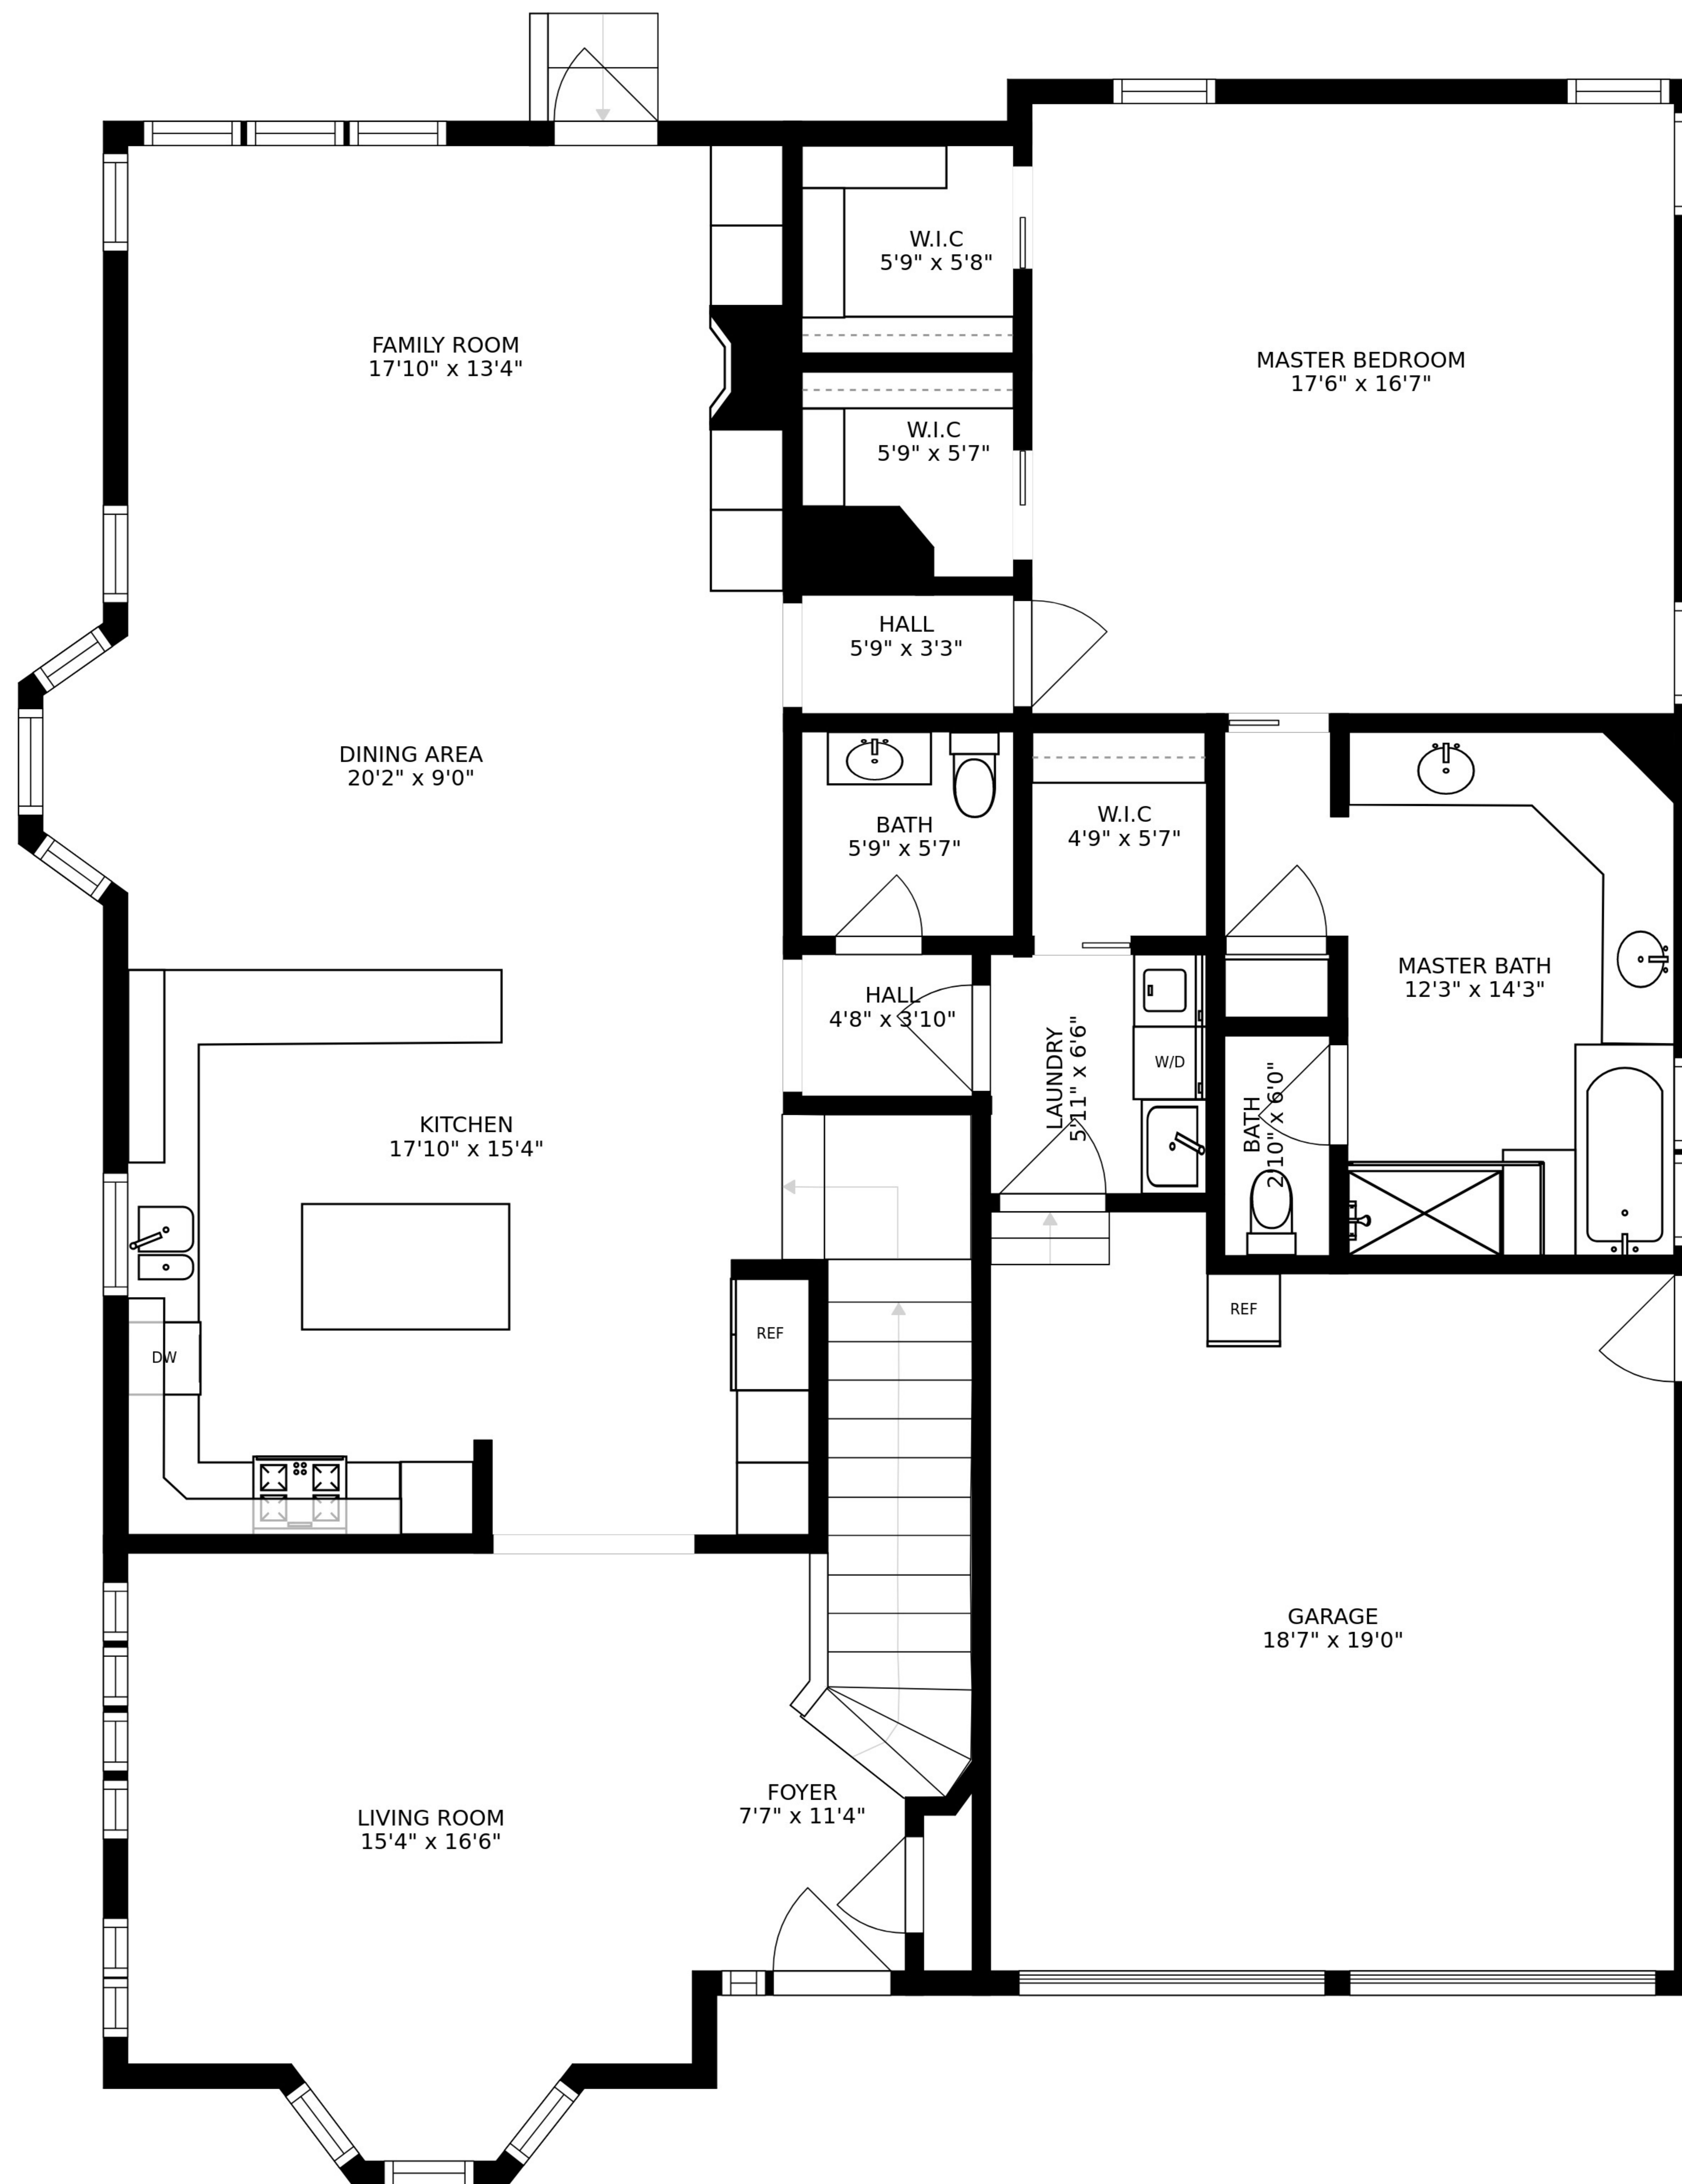 W.I.C
5'9" x 5'8"
FAMILY ROOM
17'10" x 13'4"
MASTER BEDROOM
17'6" x 16'7"
W.I.C
5'9" x 5'7"
HALL
5'9" x 3'3"
DINING AREA
20'2" x 9'0"
BATH
5'9" x 5'7"
W.I.C
4'9" x 5'7"
MASTER BATH
12'3" x 14'3"
HALL
4'8" x 3'10"
LAUNDRY
5'11" x 6'6"
W/D
BATH
2'10" x 6'0"
KITCHEN
17'10" x 15'4"
REF
REF
DW
GARAGE
18'7" x 19'0"
FOYER
7'7" x 11'4"
LIVING ROOM
15'4" x 16'6"